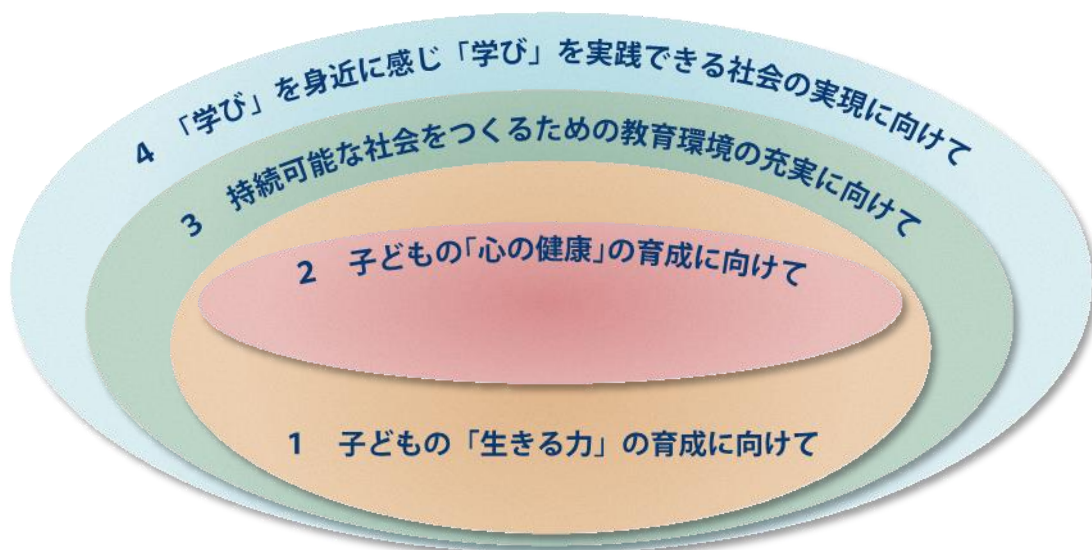 4 「学び」を身近に感じ「学び」を実践できる社会の実現に向けて
3 持続可能な社会をつくるための教育環境の充実に向けて
2 子どもの「心の健康」の育成に向けて
1 子どもの「生きる力」の育成に向けて